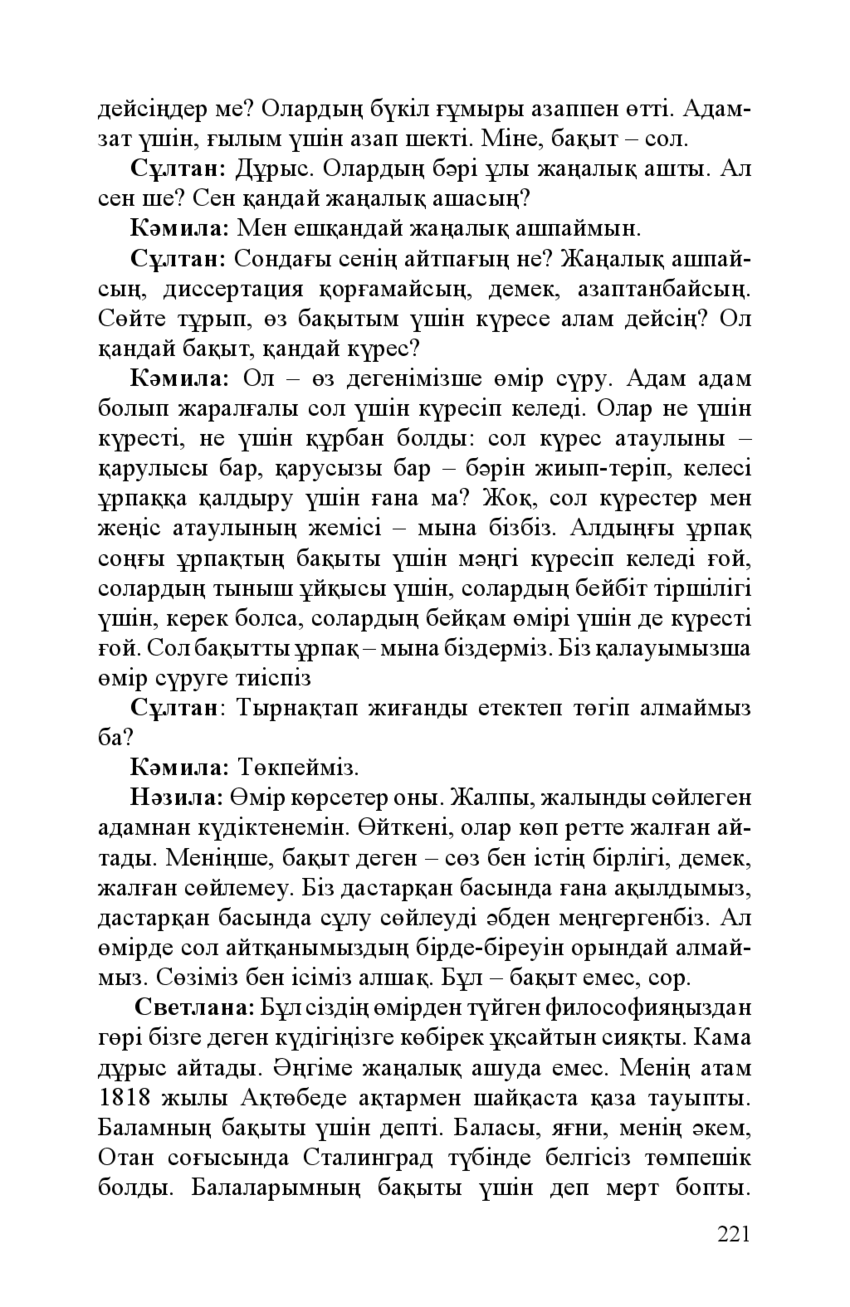 дейсіңдер ме? Олардың бүкіл ғұмыры азаппен өтті. Адам-
зат үшін, ғылым үшін азап шекті. Міне, бақыт – сол.
Сұлтан: Дұрыс. Олардың бәрі ұлы жаңалық ашты. Ал
сен ше? Сен қандай жаңалық ашасың?
Кәмила: Мен ешқандай жаңалық ашпаймын.
Сұлтан: Сондағы сенің айтпағың не? Жаңалық ашпай-
сың, диссертация қорғамайсың, демек, азаптанбайсың.
Сөйте тұрып, өз бақытым үшін күресе алам дейсің? Ол
қандай бақыт, қандай күрес?
Кәмила: Ол – өз дегенімізше өмір сүру. Адам адам
болып жаралғалы сол үшін күресіп келеді. Олар не үшін
күресті, не үшін құрбан болды: сол күрес атаулыны –
қарулысы бар, қарусызы бар – бәрін жиып-теріп, келесі
ұрпаққа қалдыру үшін ғана ма? Жоқ, сол күрестер мен
жеңіс атаулының жемісі – мына бізбіз. Алдыңғы ұрпақ
соңғы ұрпақтың бақыты үшін мәңгі күресіп келеді ғой,
солардың тыныш ұйқысы үшін, солардың бейбіт тіршілігі
үшін, керек болса, солардың бейқам өмірі үшін де күресті
ғой. Сол бақытты ұрпақ – мына біздерміз. Біз қалауымызша
өмір сүруге тиіспіз
Сұлтан: Тырнақтап жиғанды етектеп төгіп алмаймыз
ба?
Кәмила: Төкпейміз.
Нәзила: Өмір көрсетер оны. Жалпы, жалынды сөйлеген
адамнан күдіктенемін. Өйткені, олар көп ретте жалған ай-
тады. Меніңше, бақыт деген – сөз бен істің бірлігі, демек,
жалған сөйлемеу. Біз дастарқан басында ғана ақылдымыз,
дастарқан басында сұлу сөйлеуді әбден меңгергенбіз. Ал
өмірде сол айтқанымыздың бірде-біреуін орындай алмай-
мыз. Сөзіміз бен ісіміз алшақ. Бұл – бақыт емес, сор.
Светлана: Бұл сіздің өмірден түйген философияңыздан
гөрі бізге деген күдігіңізге көбірек ұқсайтын сияқты. Кама
дұрыс айтады. Әңгіме жаңалық ашуда емес. Менің атам
1818 жылы Ақтөбеде ақтармен шайқаста қаза тауыпты.
Баламның бақыты үшін депті. Баласы, яғни, менің әкем,
Отан соғысында Сталинград түбінде белгісіз төмпешік
болды. Балаларымның бақыты үшін деп мерт бопты.
221